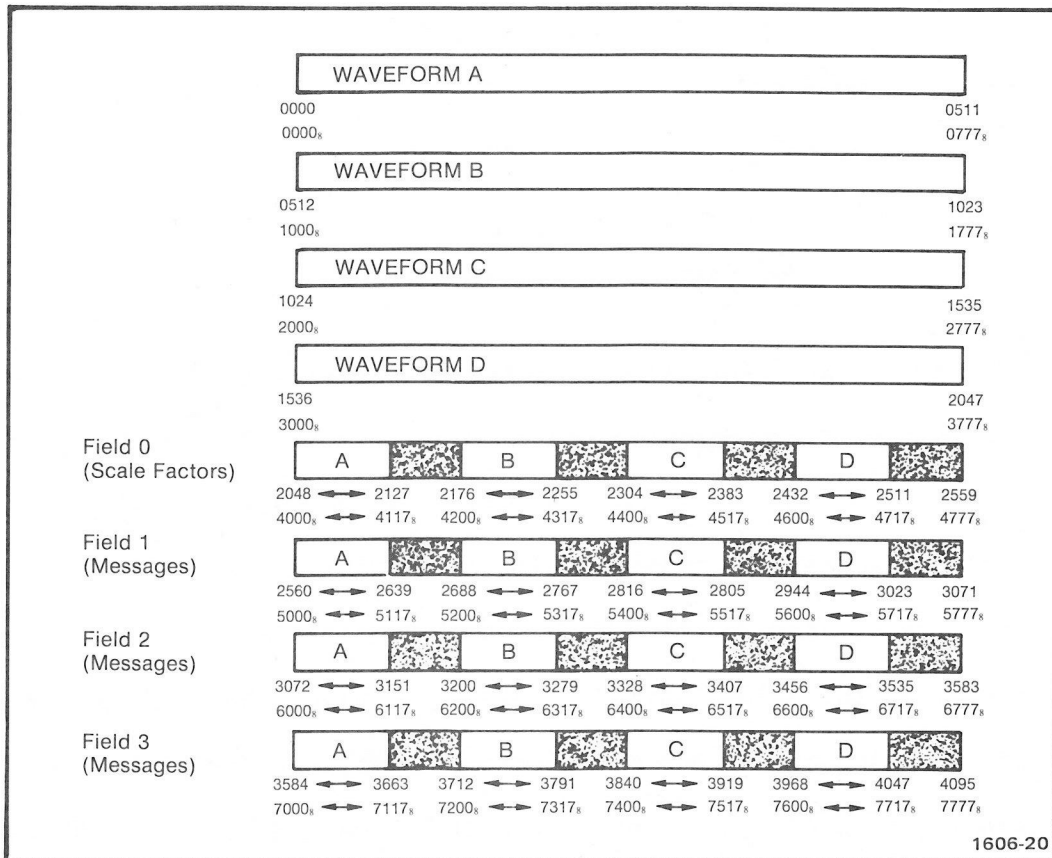 WAVEFORM A
0000 0511
0000₈ 0777₈
WAVEFORM B
0512 1023
1000₈ 1777₈
WAVEFORM C
1024 1535
2000₈ 2777₈
WAVEFORM D
1536 2047
3000₈ 3777₈
Field 0
(Scale Factors)
A B C D
2048 ↔ 2127 2176 ↔ 2255 2304 ↔ 2383 2432 ↔ 2511 2559
4000₈ ↔ 4117₈ 4200₈ ↔ 4317₈ 4400₈ ↔ 4517₈ 4600₈ ↔ 4717₈ 4777₈
Field 1
(Messages)
A B C D
2560 ↔ 2639 2688 ↔ 2767 2816 ↔ 2805 2944 ↔ 3023 3071
5000₈ ↔ 5117₈ 5200₈ ↔ 5317₈ 5400₈ ↔ 5517₈ 5600₈ ↔ 5717₈ 5777₈
Field 2
(Messages)
A B C D
3072 ↔ 3151 3200 ↔ 3279 3328 ↔ 3407 3456 ↔ 3535 3583
6000₈ ↔ 6117₈ 6200₈ ↔ 6317₈ 6400₈ ↔ 6517₈ 6600₈ ↔ 6717₈ 6777₈
Field 3
(Messages)
A B C D
3584 ↔ 3663 3712 ↔ 3791 3840 ↔ 3919 3968 ↔ 4047 4095
7000₈ ↔ 7117₈ 7200₈ ↔ 7317₈ 7400₈ ↔ 7517₈ 7600₈ ↔ 7717₈ 7777₈
1606-20